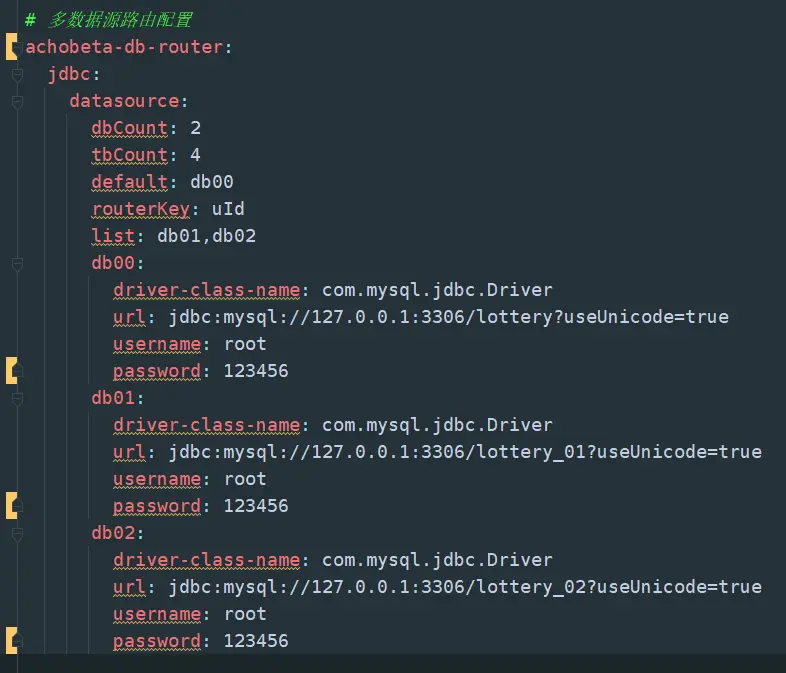 # 多数据源路由配置
achobeta-db-router:
jdbc:
datasource:
dbCount: 2
tbCount: 4
default: db00
routerKey: uId
list: db01,db02
db00:
driver-class-name: com.mysql.jdbc.Driver
url: jdbc:mysql://127.0.0.1:3306/lottery?useUnicode=true
username: root
password: 123456
db01:
driver-class-name: com.mysql.jdbc.Driver
url: jdbc:mysql://127.0.0.1:3306/lottery_01?useUnicode=true
username: root
password: 123456
db02:
driver-class-name: com.mysql.jdbc.Driver
url: jdbc:mysql://127.0.0.1:3306/lottery_02?useUnicode=true
username: root
password: 123456